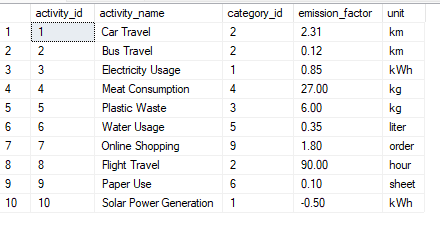 activity_id activity_name category_id emission_factor unit
1 1 Car Travel 2 2.31 km
2 2 Bus Travel 2 0.12 km
3 3 Electricity Usage 1 0.85 kWh
4 4 Meat Consumption 4 27.00 kg
5 5 Plastic Waste 3 6.00 kg
6 6 Water Usage 5 0.35 liter
7 7 Online Shopping 9 1.80 order
8 8 Flight Travel 2 90.00 hour
9 9 Paper Use 6 0.10 sheet
10 10 Solar Power Generation 1 -0.50 kWh